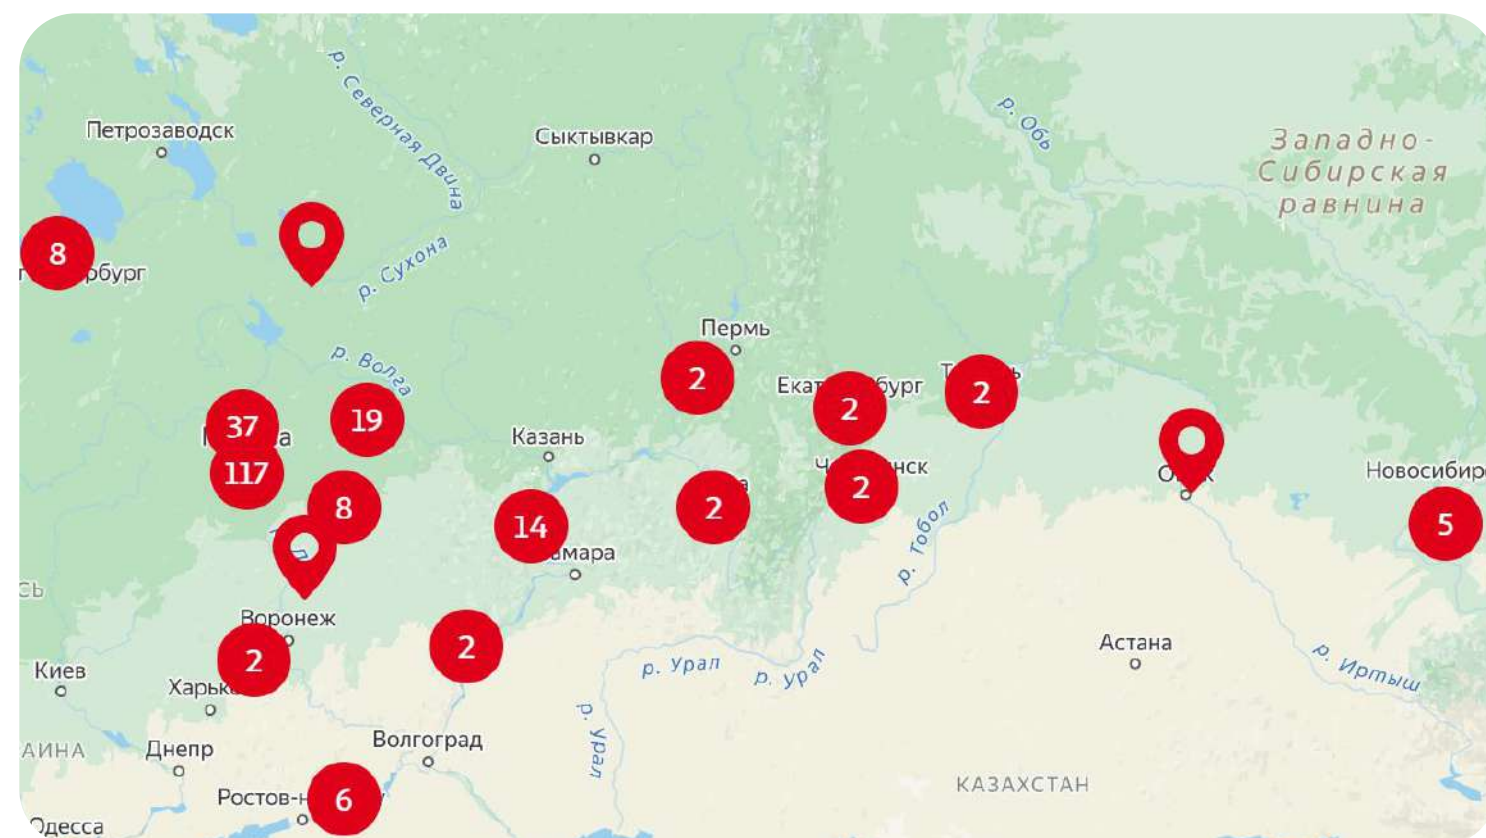 р. Северная Двина
Петрозаводск
Сыктывкар
р. Обь
Западно-
Сибирская
равнина
8
р. Сухона
Пермь
р. Волга
2
Екат
бург
2
2
37
19
117
Казань
Ч
нск
2
Новосибир
5
8
14
амара
2
р. Тобол
Воронеж
2
2
Астана
Киев
Харьк
р. Урал
р. Урал
р. Иртыш
р. Урал
АИНА
Днепр
Волгоград
КАЗАХСТАН
Ростов-н
6
Одесса